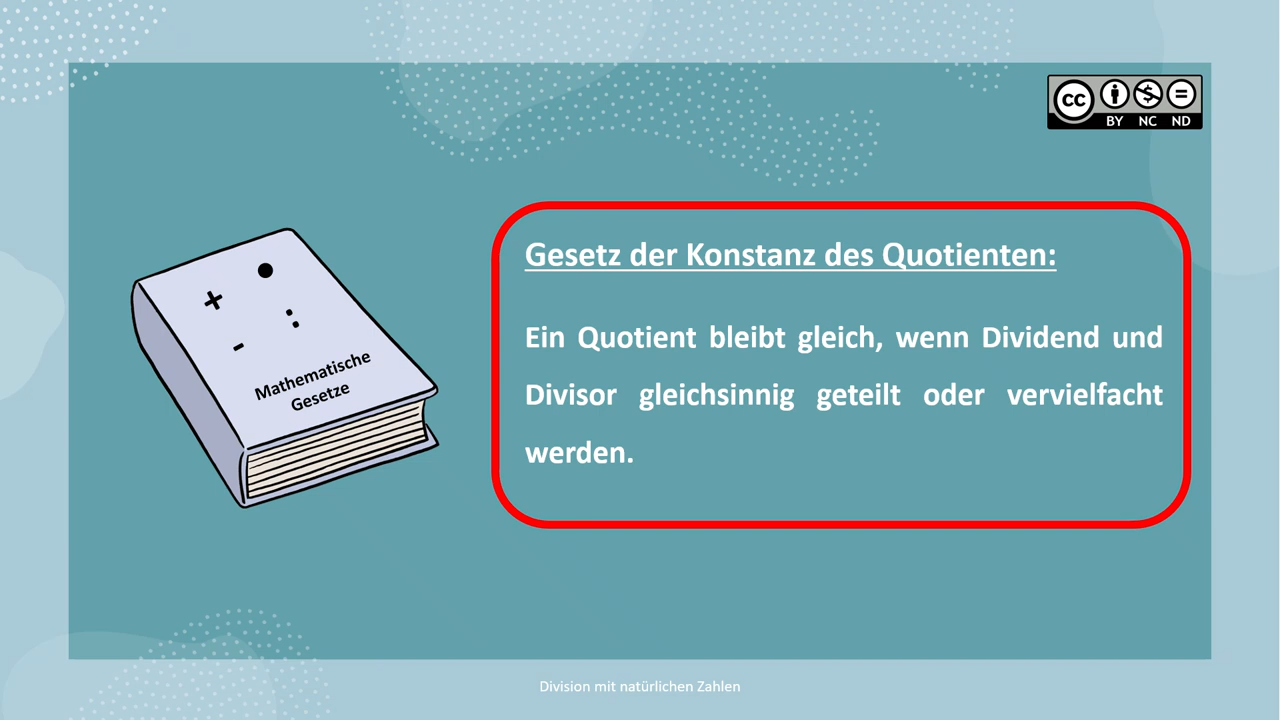 cc
BY NC ND
Gesetz der Konstanz des Quotienten:
Ein Quotient bleibt gleich, wenn Dividend und
Divisor gleichsinnig geteilt oder vervielfacht
werden.
Mathematische
Gesetze
Division mit natürlichen Zahlen